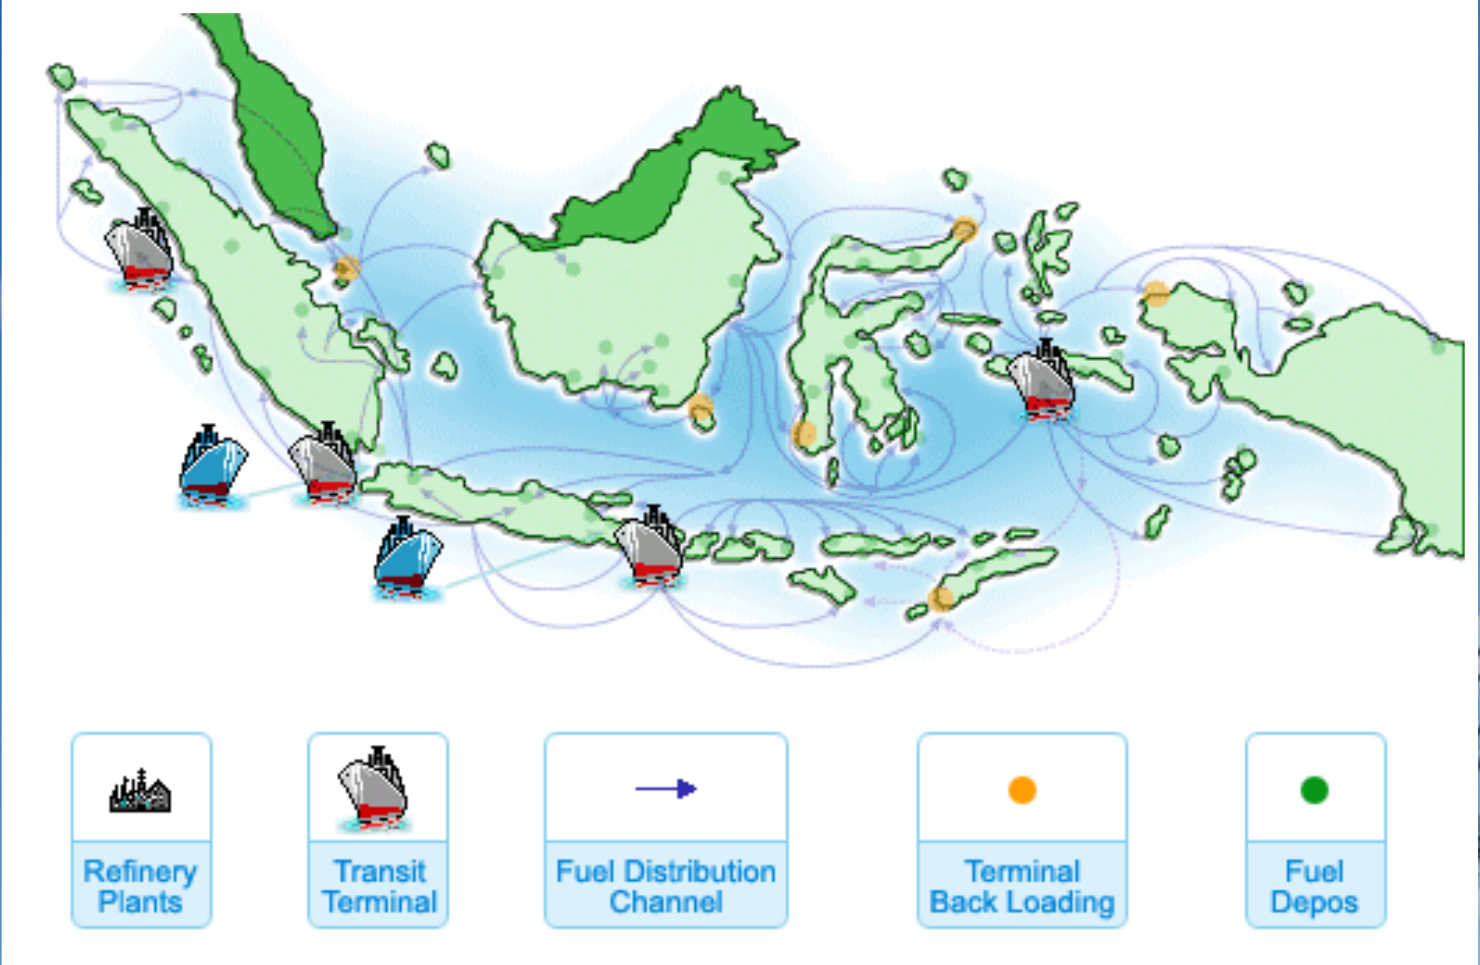 Refinery
Plants
Transit
Terminal
Fuel Distribution
Channel
Terminal
Back Loading
Fuel
Depos